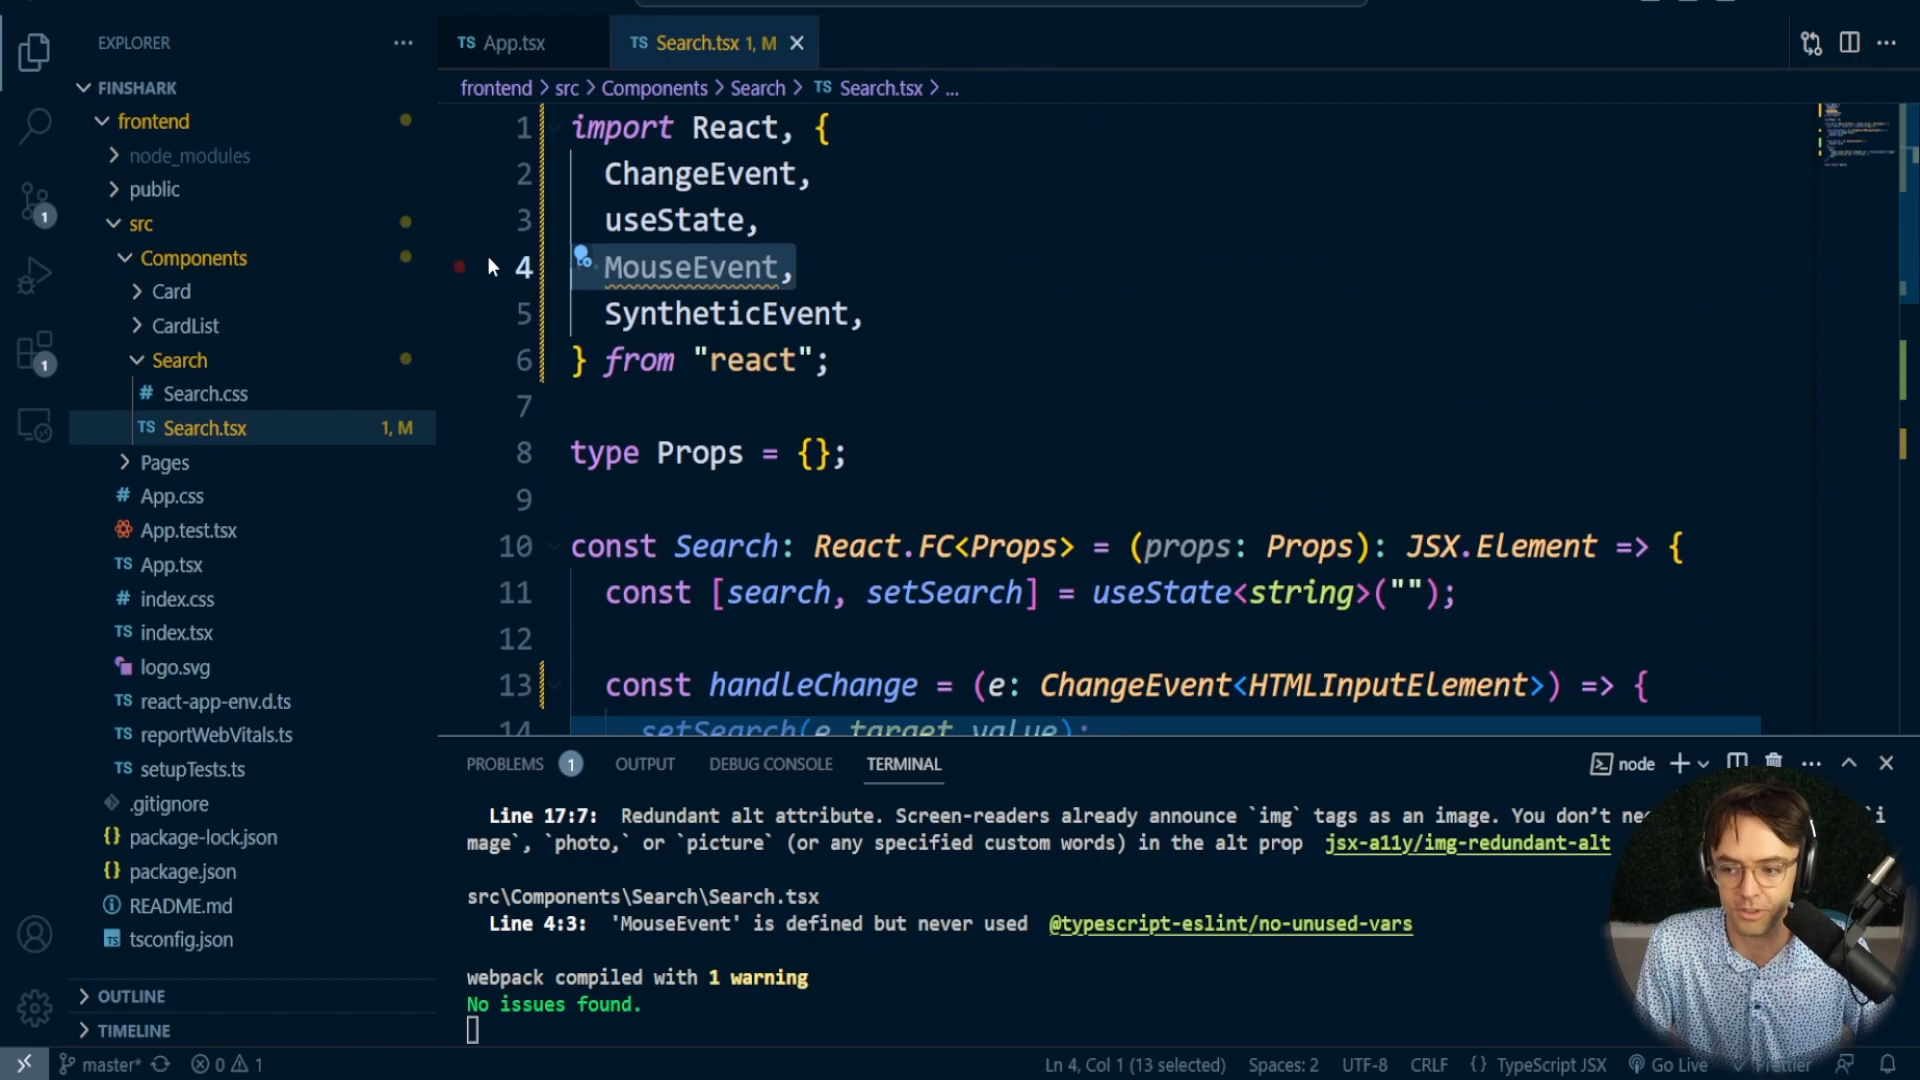 EXPLORER
FINSHARK
frontend
node_modules
public
src
Components
Card
CardList
Search
# Search.css
TS Search.tsx 1, M
Pages
# App.css
App.test.tsx
TS App.tsx
# index.css
TS index.tsx
logo.svg
TS react-app-env.d.ts
TS reportWebVitals.ts
TS setupTests.ts
.gitignore
{} package-lock.json
{} package.json
README.md
TS tsconfig.json
OUTLINE
TIMELINE
1
1
TS App.tsx
TS Search.tsx 1, M
frontend > src > Components > Search > TS Search.tsx > ...
1 import React, {
2 ChangeEvent,
3 useState,
4 MouseEvent,
5 SyntheticEvent,
6 } from "react";
7
8 type Props = {};
9
10 const Search: React.FC<Props> = (props: Props): JSX.Element => {
11 const [search, setSearch] = useState<string>("");
12
13 const handleChange = (e: ChangeEvent<HTMLInputElement>) => {
14 setSearch(e.target.value);
PROBLEMS 1 OUTPUT DEBUG CONSOLE TERMINAL node
Line 17:7: Redundant alt attribute. Screen-readers already announce `img` tags as an image. You don't
mage`, `photo,` or `picture` (or any specified custom words) in the alt prop jsx-a11y/img-redundant-alt
src\Components\Search\Search.tsx
Line 4:3: 'MouseEvent' is defined but never used @typescript-eslint/no-unused-vars
webpack compiled with 1 warning
No issues found.
master* 0 1 Ln 4, Col 1 (13 selected) Spaces: 2 UTF-8 CRLF {} TypeScript JSX Go Live Prettier